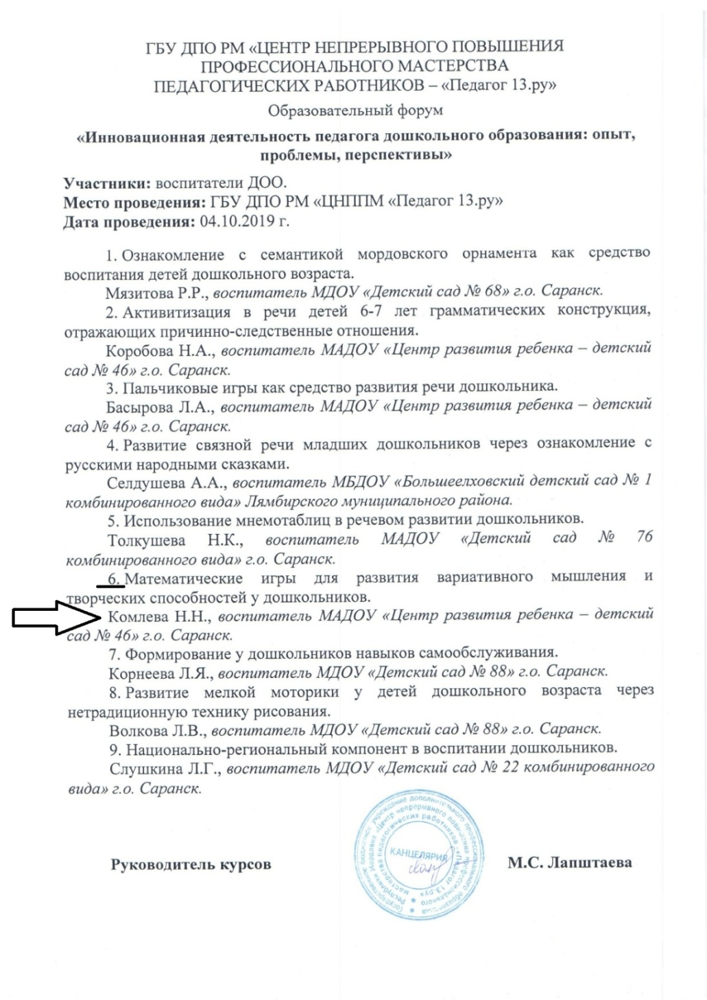 ГБУ ДПО РМ «ЦЕНТР НЕПРЕРЫВНОГО ПОВЫШЕНИЯ
ПРОФЕССИОНАЛЬНОГО МАСТЕРСТВА
ПЕДАГОГИЧЕСКИХ РАБОТНИКОВ – «Педагог 13.ру»
Образовательный форум
«Инновационная деятельность педагога дошкольного образования: опыт,
проблемы, перспективы»
Участники: воспитатели ДОО.
Место проведения: ГБУ ДПО РМ «ЦНППМ «Педагог 13.ру»
Дата проведения: 04.10.2019 г.
1. Ознакомление с семантикой мордовского орнамента как средство
воспитания детей дошкольного возраста.
Мязитова Р.Р., воспитатель МДОУ «Детский сад № 68» г.о. Саранск.
2. Активитизация в речи детей 6-7 лет грамматических конструкция,
отражающих причинно-следственные отношения.
Коробова Н.А., воспитатель МАДОУ «Центр развития ребенка – детский
сад № 46» г.о. Саранск.
3. Пальчиковые игры как средство развития речи дошкольника.
Басырова Л.А., воспитатель МАДОУ «Центр развития ребенка – детский
сад № 46» г.о. Саранск.
4. Развитие связной речи младших дошкольников через ознакомление с
русскими народными сказками.
Селдушева А.А., воспитатель МБДОУ «Большеелховский детский сад № 1
комбинированного вида» Лямбирского муниципального района.
5. Использование мнемотаблиц в речевом развитии дошкольников.
Толкушева Н.К., воспитатель МАДОУ «Детский сад № 76
комбинированного вида» г.о. Саранск.
6. Математические игры для развития вариативного мышления и
творческих способностей у дошкольников.
Комлева Н.Н., воспитатель МАДОУ «Центр развития ребенка – детский
сад № 46» г.о. Саранск.
7. Формирование у дошкольников навыков самообслуживания.
Корнеева Л.Я., воспитатель МДОУ «Детский сад № 88» г.о. Саранск.
8. Развитие мелкой моторики у детей дошкольного возраста через
нетрадиционную технику рисования.
Волкова Л.В., воспитатель МДОУ «Детский сад № 88» г.о. Саранск.
9. Национально-региональный компонент в воспитании дошкольников.
Слушкина Л.Г., воспитатель МДОУ «Детский сад № 22 комбинированного
вида» г.о. Саранск.
Руководитель курсов
М.С. Лапштаева
Государственное бюджетное учреждение дополнительного профессионального образования
Республики Мордовия «Центр непрерывного повышения профессионального
мастерства педагогических работников – «Педагог 13.ру»
КАНЦЕЛЯРИЯ